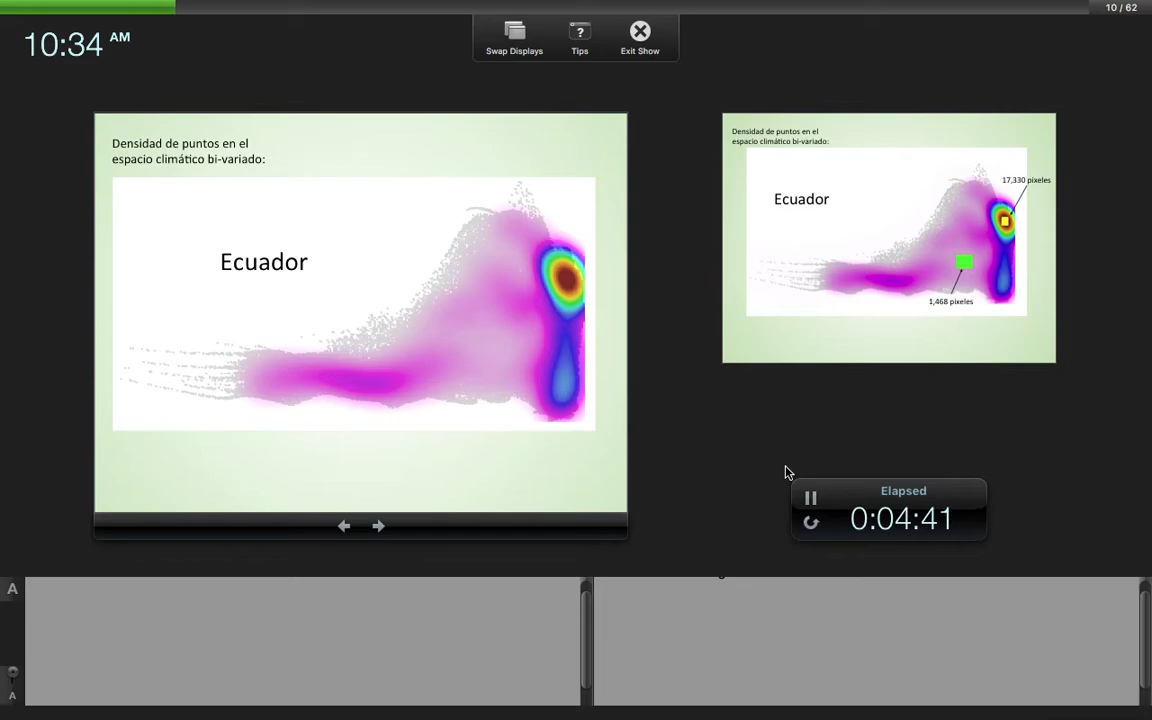 10 / 62
10:34 AM
Swap Displays
?
Tips
Exit Show
Densidad de puntos en el
espacio climático bi-variado:
Ecuador
Densidad de puntos en el
espacio climático bi-variado:
17,330 pixeles
Ecuador
1,468 pixeles
Elapsed
0:04:41
A
A